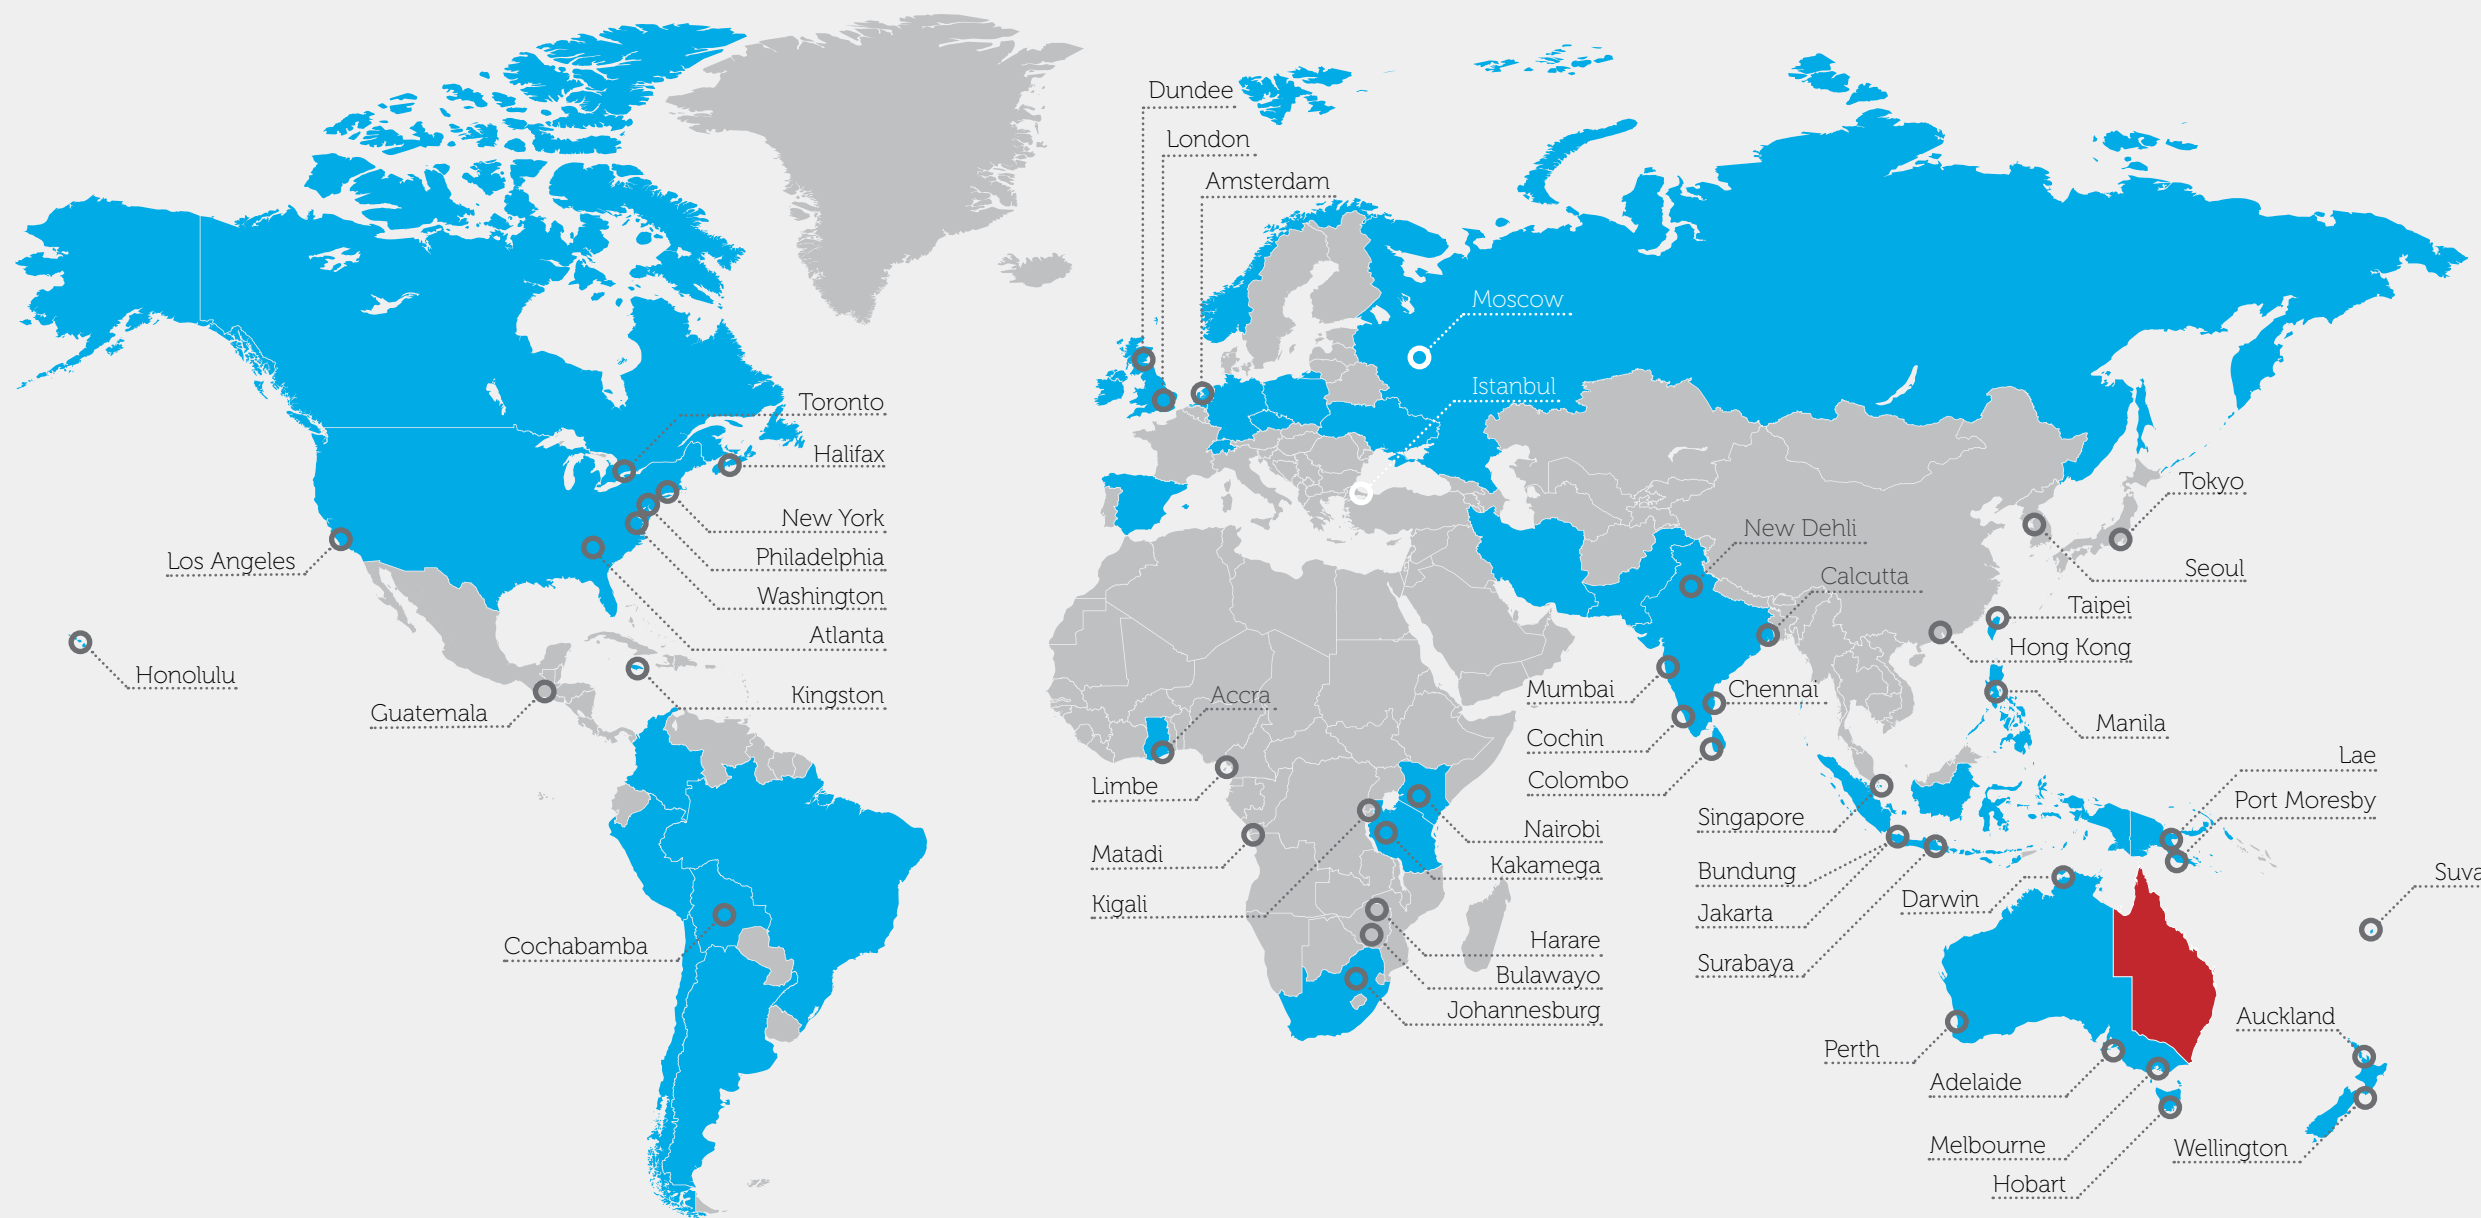 Dundee
London
Amsterdam
Moscow
Istanbul
Toronto
Halifax
New York
Philadelphia
Washington
Atlanta
Los Angeles
Honolulu
Guatemala
Kingston
Cochabamba
Accra
Limbe
Matadi
Kigali
Nairobi
Kakamega
Harare
Bulawayo
Johannesburg
New Dehli
Calcutta
Mumbai
Chennai
Cochin
Colombo
Tokyo
Seoul
Taipei
Hong Kong
Manila
Lae
Port Moresby
Singapore
Bundung
Jakarta
Surabaya
Darwin
Suva
Perth
Adelaide
Melbourne
Hobart
Auckland
Wellington